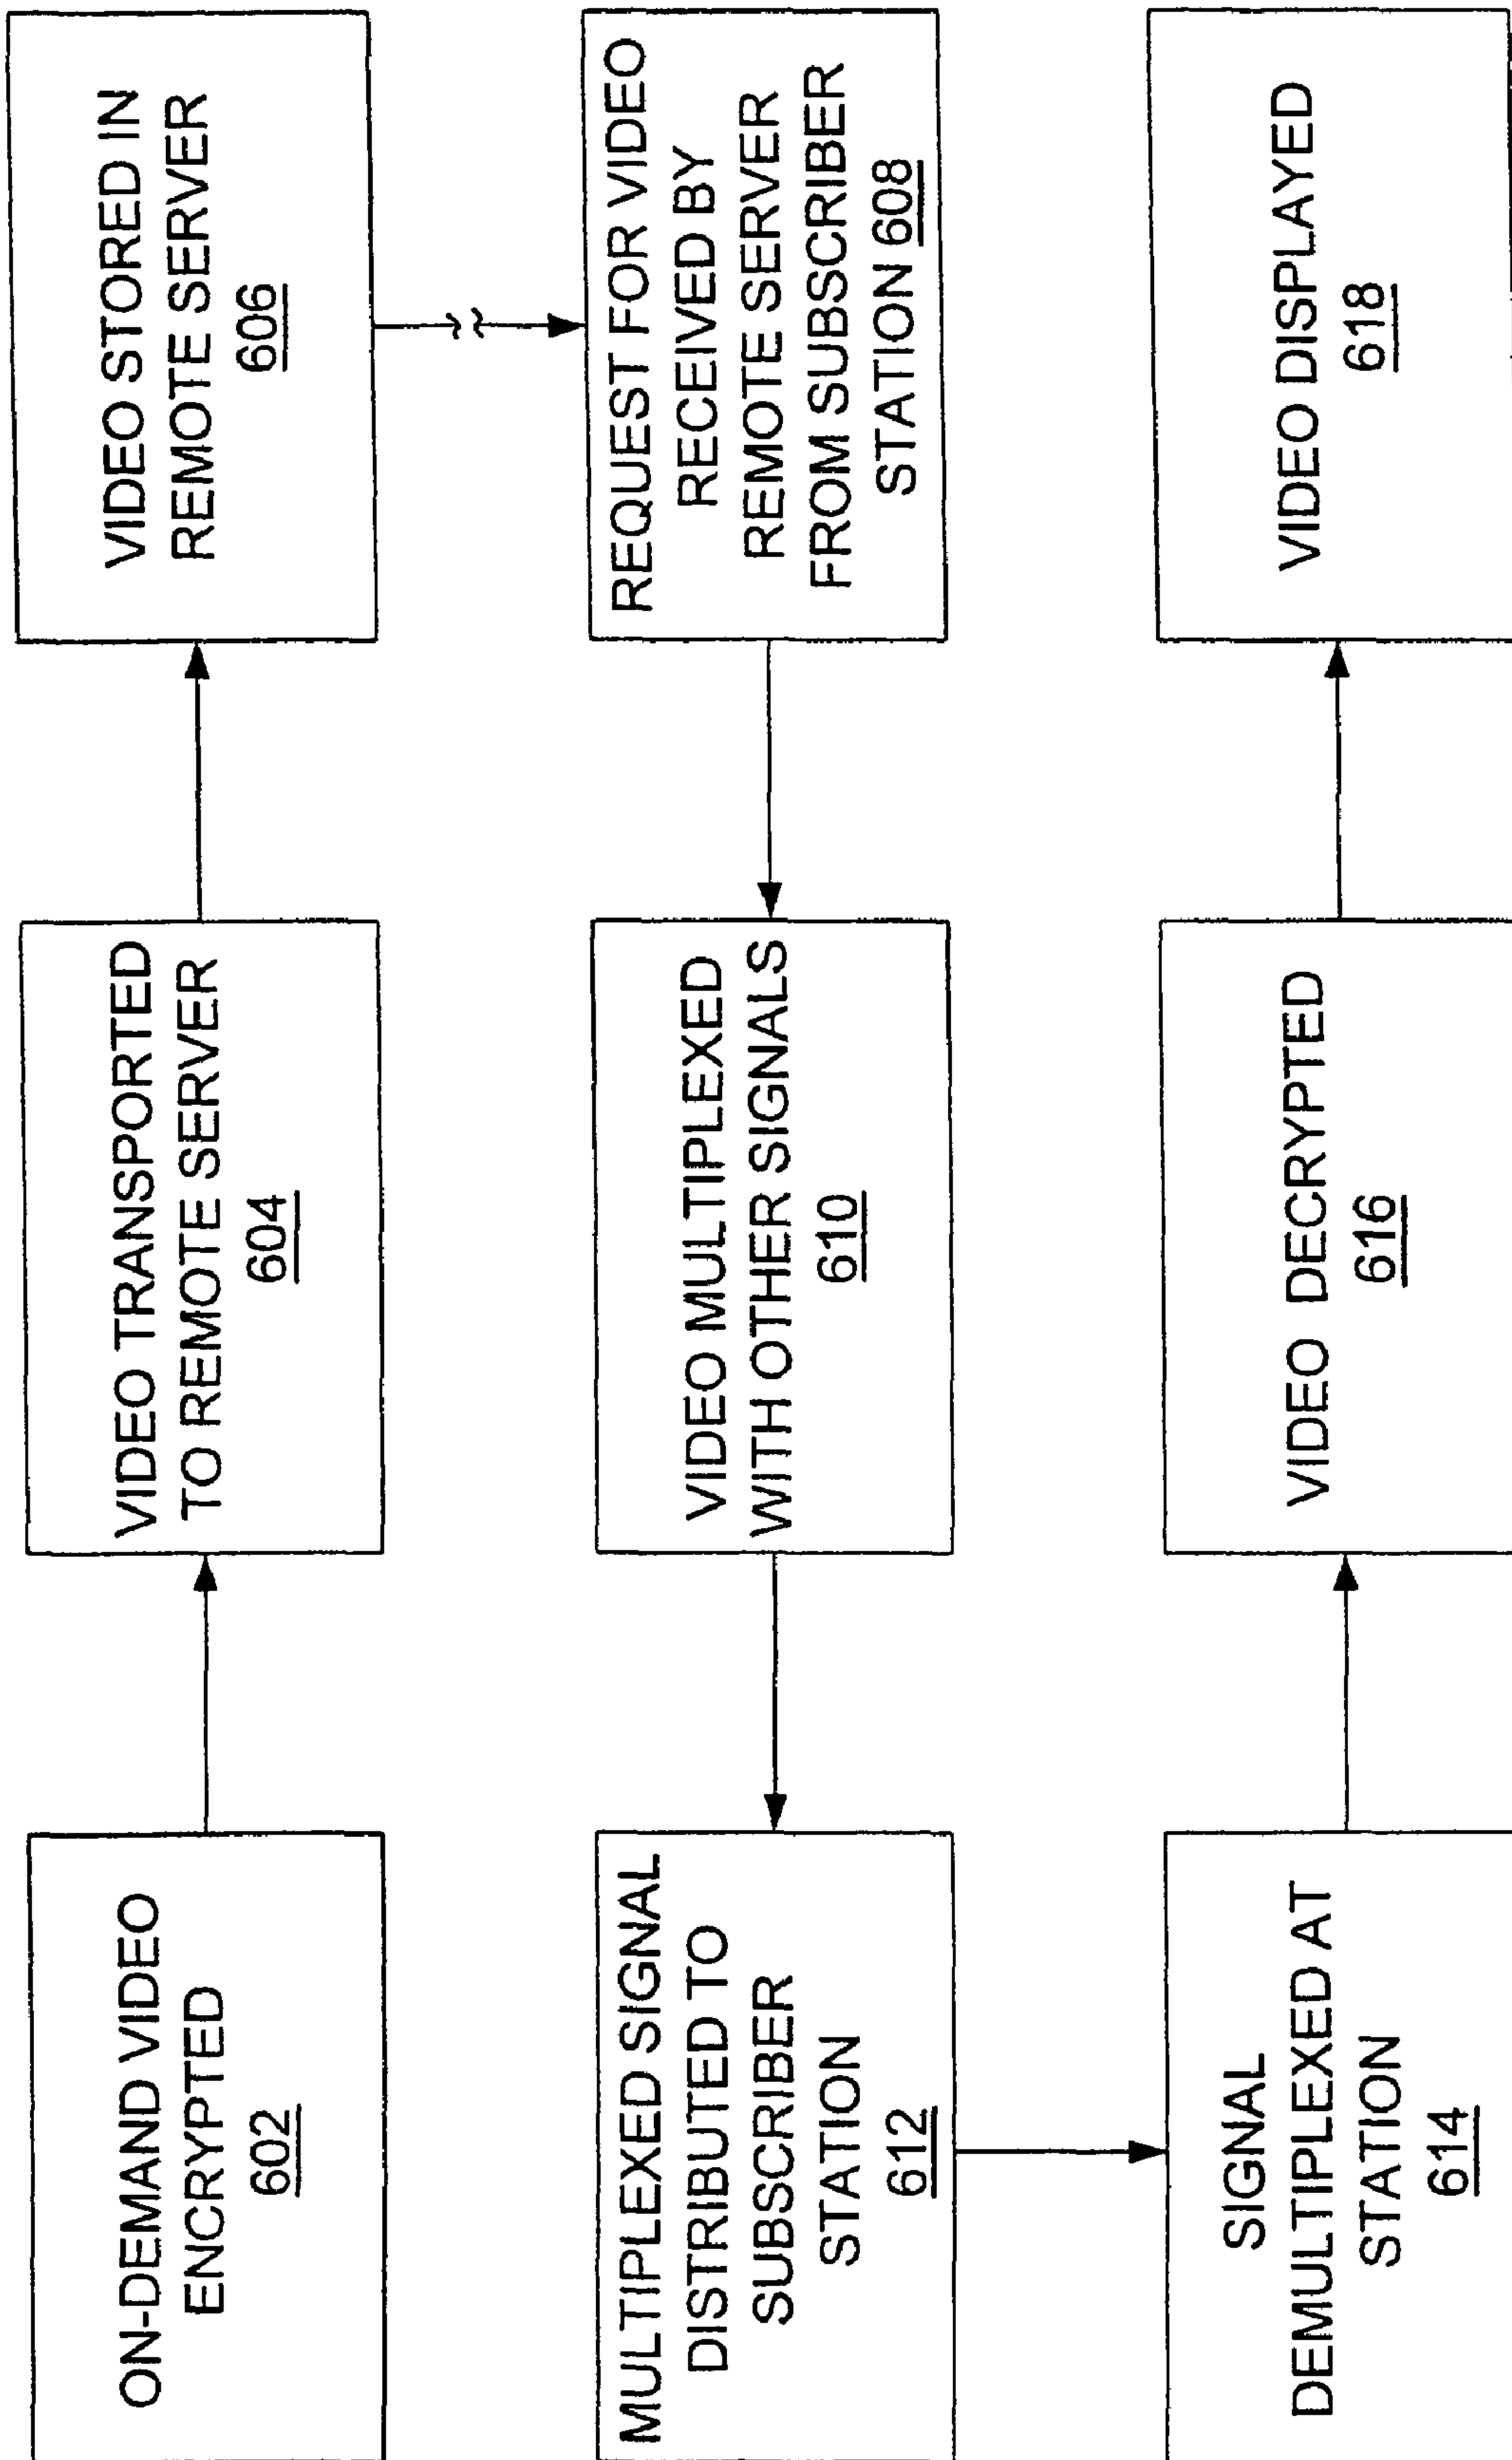 ON-DEMAND VIDEO
ENCRYPTED
602
VIDEO TRANSPORTED
TO REMOTE SERVER
604
VIDEO STORED IN
REMOTE SERVER
606
REQUEST FOR VIDEO
RECEIVED BY
REMOTE SERVER
FROM SUBSCRIBER
STATION 608
VIDEO MULTIPLEXED
WITH OTHER SIGNALS
610
MULTIPLEXED SIGNAL
DISTRIBUTED TO
SUBSCRIBER
STATION
612
SIGNAL
DEMULTIPLEXED AT
STATION
614
VIDEO DECRYPTED
616
VIDEO DISPLAYED
618